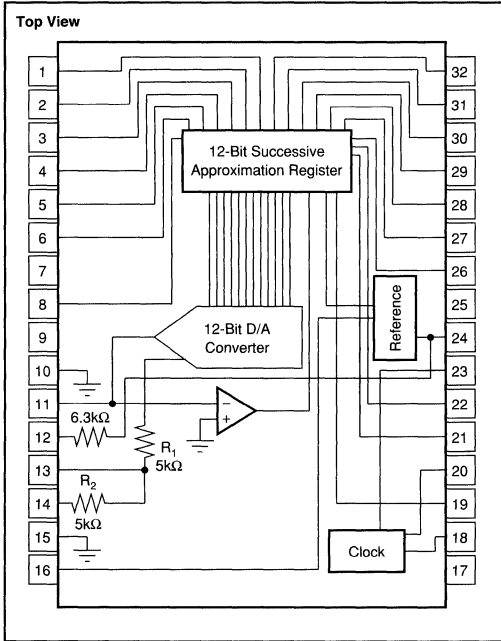 Top View
1
32
2
31
3
30
12-Bit Successive
Approximation Register
4
29
5
28
6
27
7
26
8
25
Reference
12-Bit D/A
Converter
9
24
10
23
11
−
+
22
6.3kΩ
12
21
R1
5kΩ
13
20
R2
14
5kΩ
19
15
18
Clock
16
17